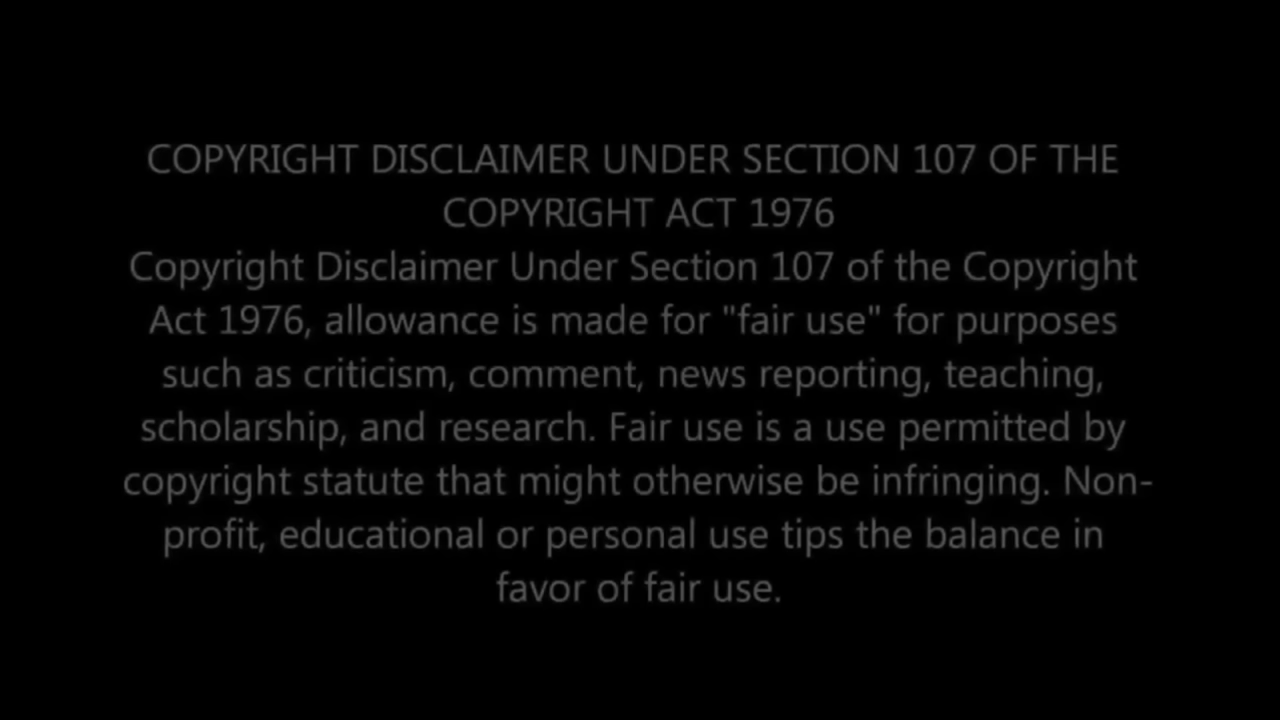 COPYRIGHT DISCLAIMER UNDER SECTION 107 OF THE
COPYRIGHT ACT 1976
Copyright Disclaimer Under Section 107 of the Copyright
Act 1976, allowance is made for "fair use" for purposes
such as criticism, comment, news reporting, teaching,
scholarship, and research. Fair use is a use permitted by
copyright statute that might otherwise be infringing. Non-
profit, educational or personal use tips the balance in
favor of fair use.